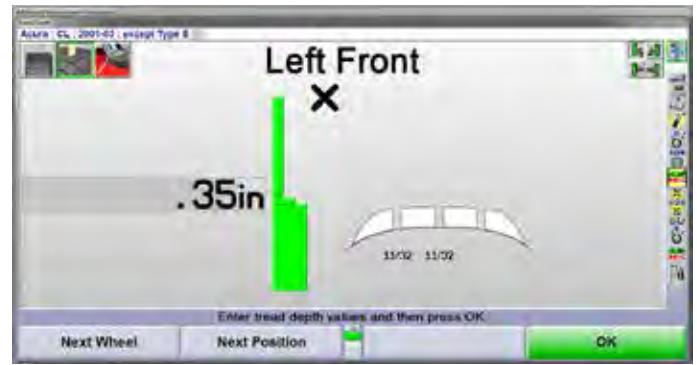 Acura : CL : 2001-03 : except Type S
Left Front
X
.35in
11/32 11/32
Enter tread depth values and then press OK
Next Wheel
Next Position
OK